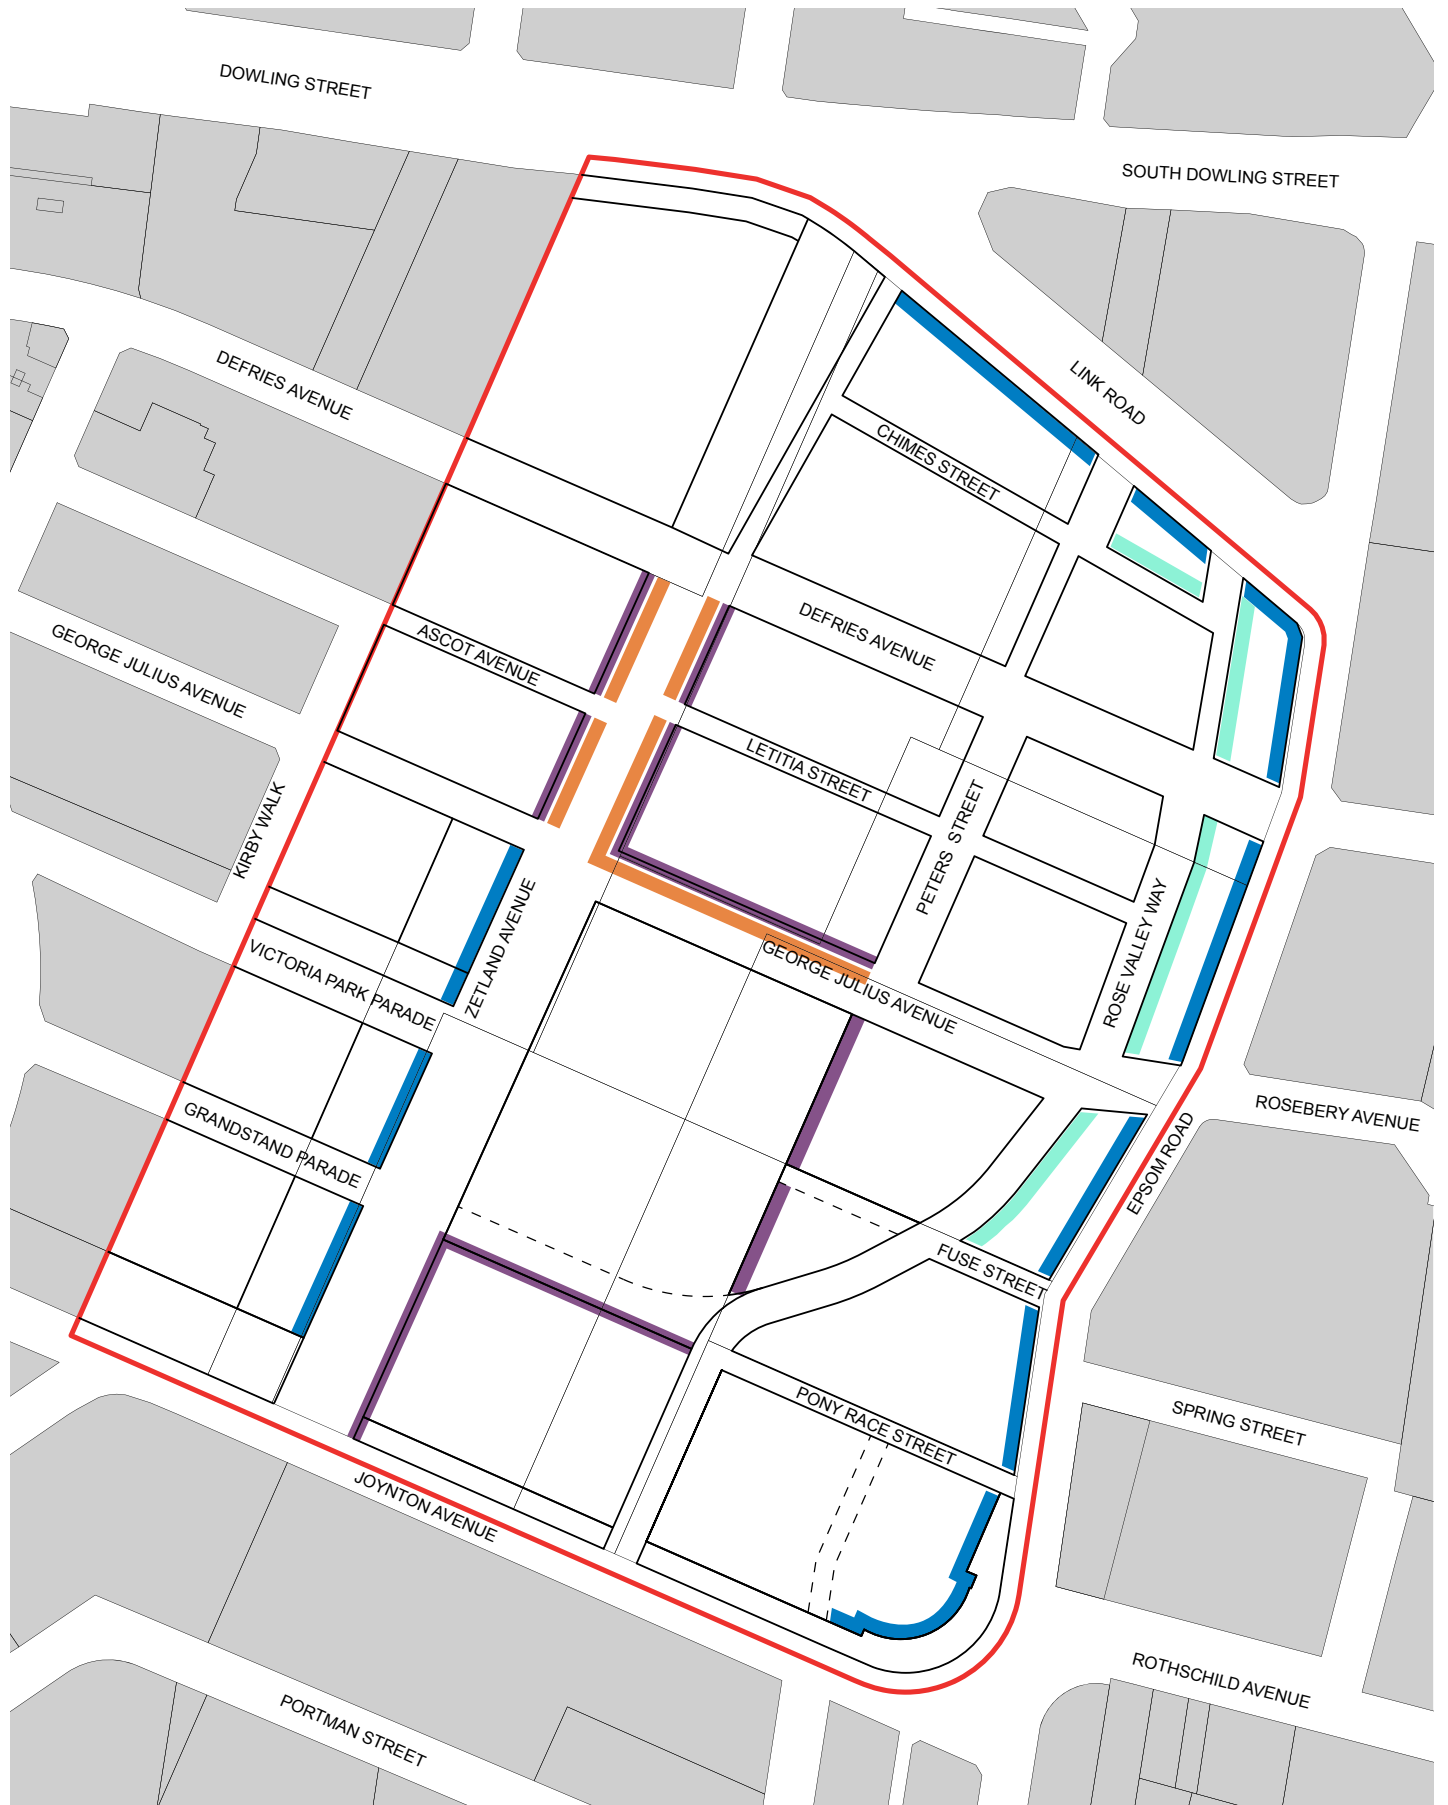 DOWLING STREET
SOUTH DOWLING STREET
DEFRIES AVENUE
LINK ROAD
CHIMES STREET
GEORGE JULIUS AVENUE
ASCOT AVENUE
DEFRIES AVENUE
LETITIA STREET
KIRBY WALK
PETERS STREET
ZETLAND AVENUE
VICTORIA PARK PARADE
GEORGE JULIUS AVENUE
ROSE VALLEY WAY
GRANDSTAND PARADE
ROSEBERY AVENUE
EPSOM ROAD
FUSE STREET
PONY RACE STREET
SPRING STREET
JOYNTON AVENUE
ROTHSCHILD AVENUE
PORTMAN STREET